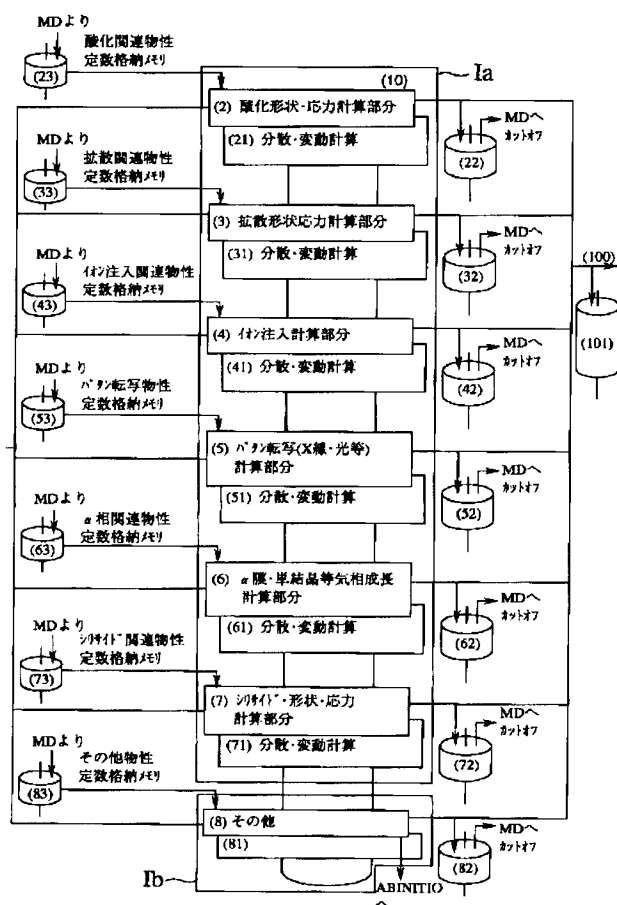 MDより
酸化関連物性
定数格納メモリ
(23)
(10)
Ia
(2) 酸化形状・応力計算部分
(21) 分散・変動計算
MDへ
カットオフ
(22)
MDより
拡散関連物性
定数格納メモリ
(33)
(3) 拡散形状応力計算部分
(31) 分散・変動計算
MDへ
カットオフ
(32)
(100)
(101)
MDより
イオン注入関連物性
定数格納メモリ
(43)
(4) イオン注入計算部分
(41) 分散・変動計算
MDへ
カットオフ
(42)
MDより
パタン転写物性
定数格納メモリ
(53)
(5) パタン転写(X線・光等)
計算部分
(51) 分散・変動計算
MDへ
カットオフ
(52)
MDより
α相関連物性
定数格納メモリ
(63)
(6) α膜・単結晶等気相成長
計算部分
(61) 分散・変動計算
MDへ
カットオフ
(62)
MDより
シリサイド関連物性
定数格納メモリ
(73)
(7) シリサイド・形状・応力
計算部分
(71) 分散・変動計算
MDへ
カットオフ
(72)
MDより
その他物性
定数格納メモリ
(83)
(8) その他
(81)
MDへ
カットオフ
(82)
Ib
ABINITIO